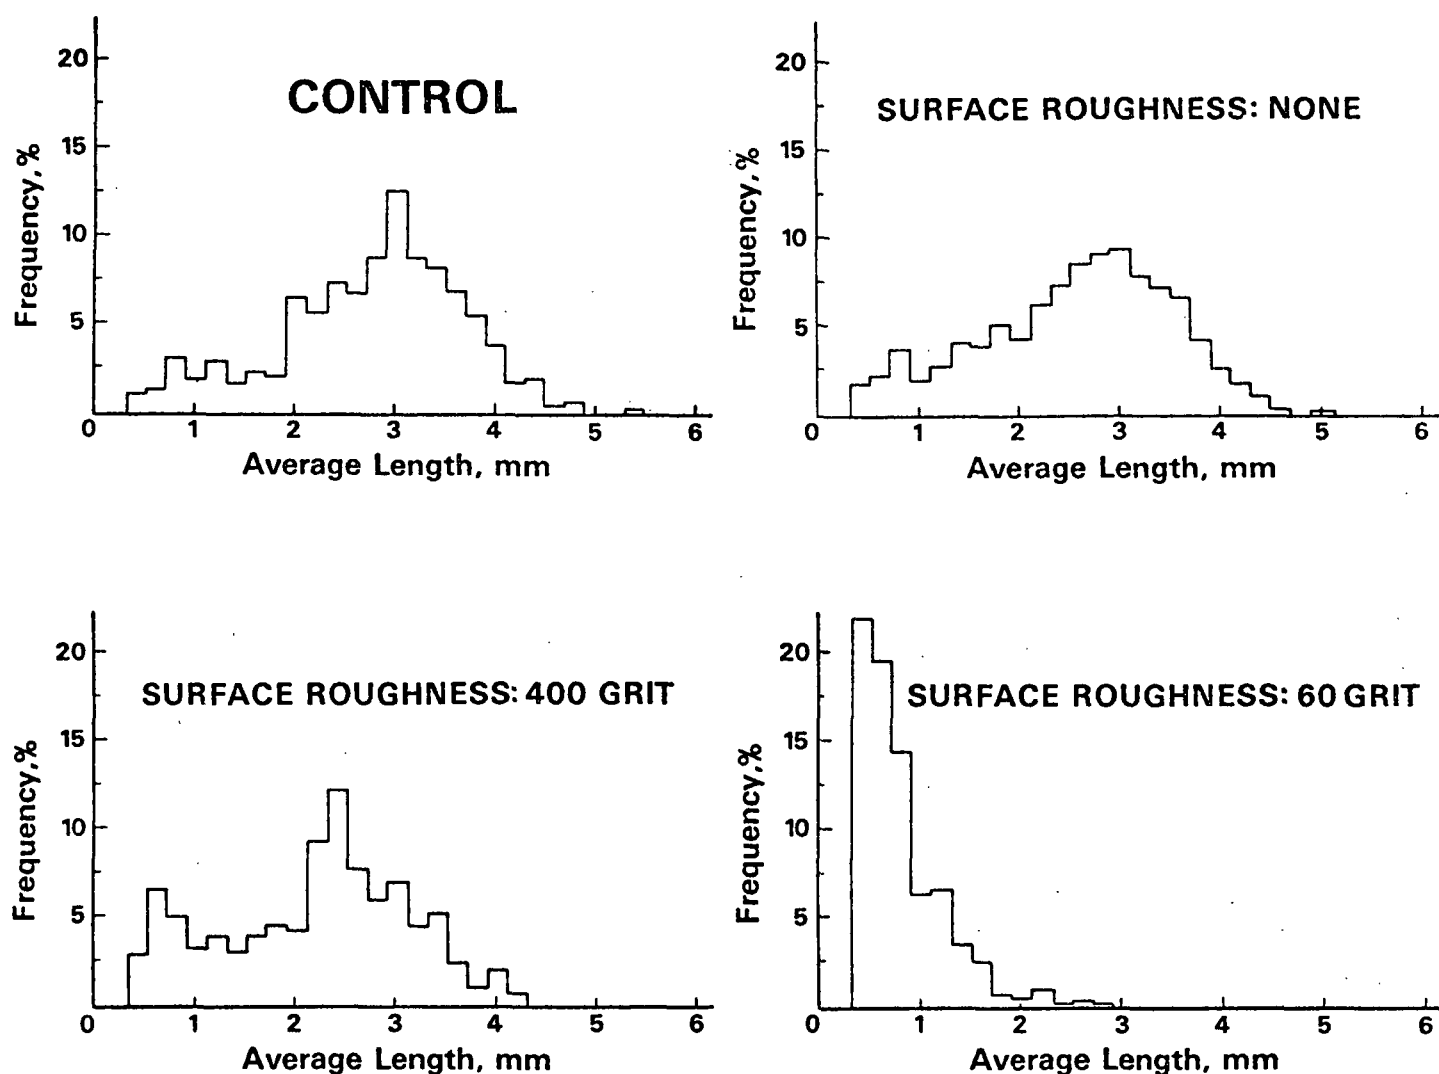 CONTROL
Frequency, %
20
15
10
5
0 1 2 3 4 5 6
Average Length, mm
SURFACE ROUGHNESS: NONE
Frequency, %
20
15
10
5
0 1 2 3 4 5 6
Average Length, mm
SURFACE ROUGHNESS: 400 GRIT
Frequency, %
20
15
10
5
0 1 2 3 4 5 6
Average Length, mm
SURFACE ROUGHNESS: 60 GRIT
Frequency, %
20
15
10
5
0 1 2 3 4 5 6
Average Length, mm